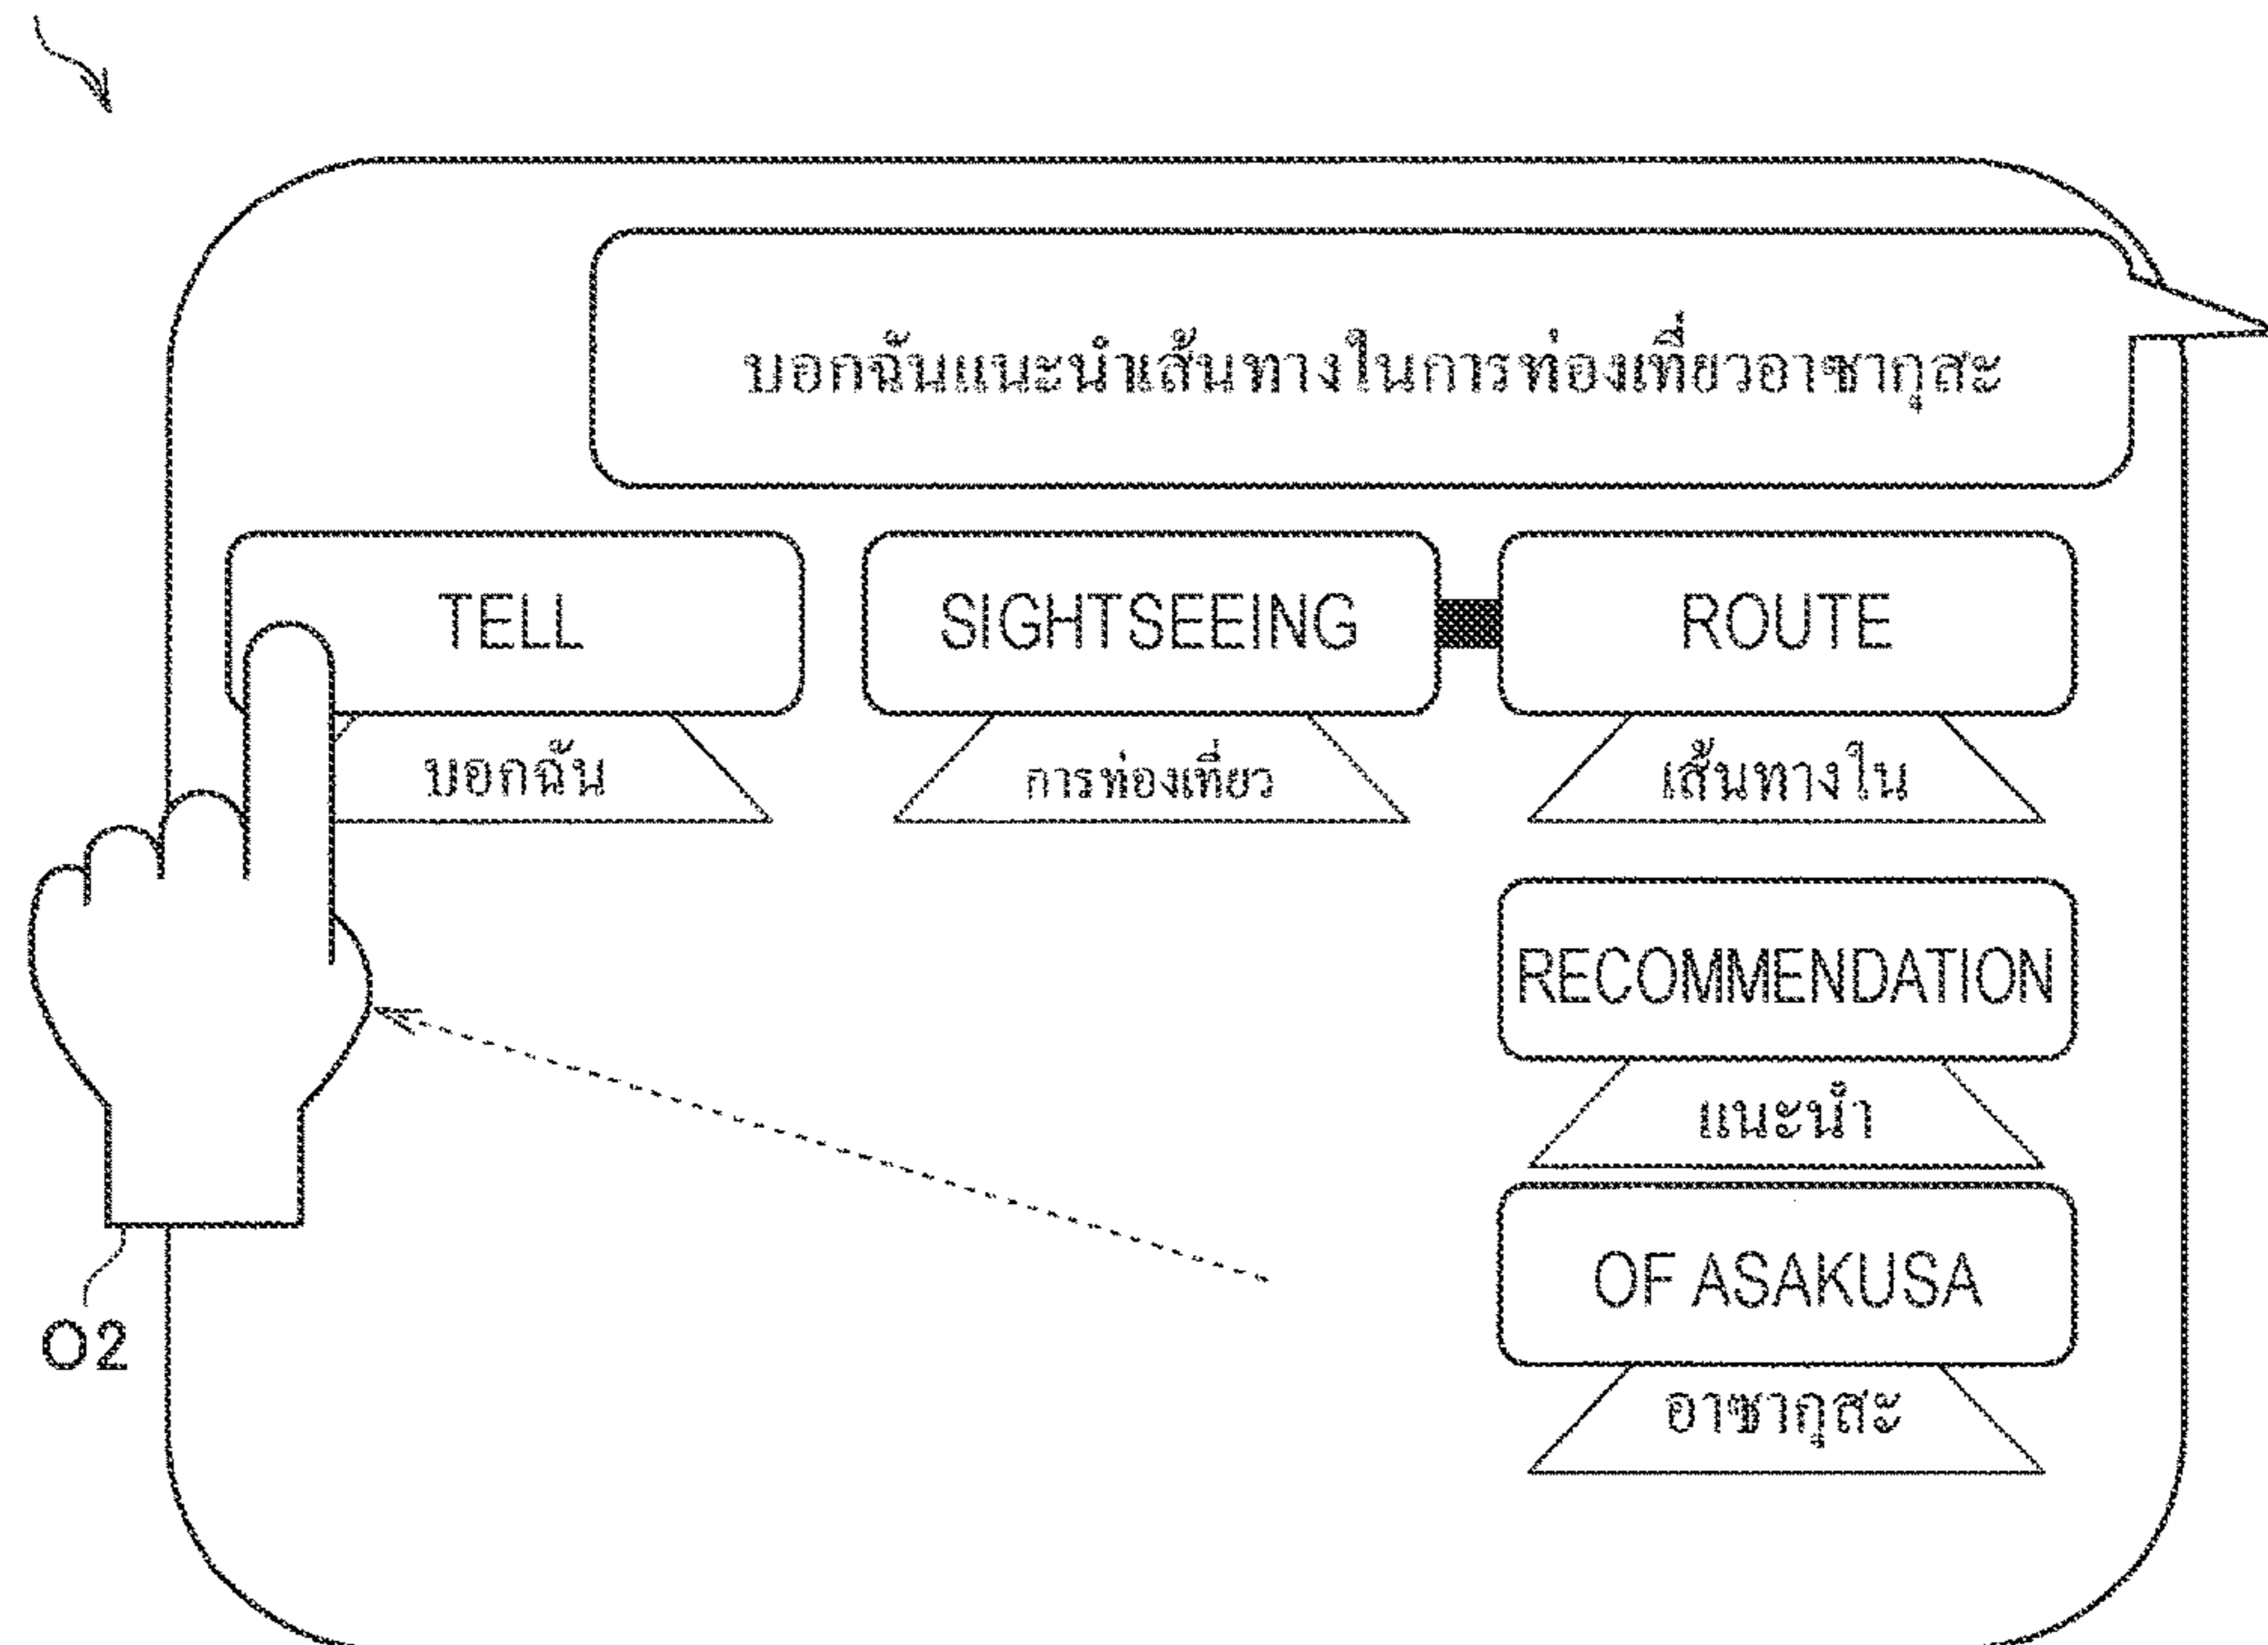 บอกฉันแนะนำเส้นทางในการท่องเที่ยวอาซากุสะ
TELL SIGHTSEEING ROUTE
บอกฉัน การท่องเที่ยว เส้นทางใน
RECOMMENDATION
แนะนำ
OF ASAKUSA
O2
อาซากุสะ